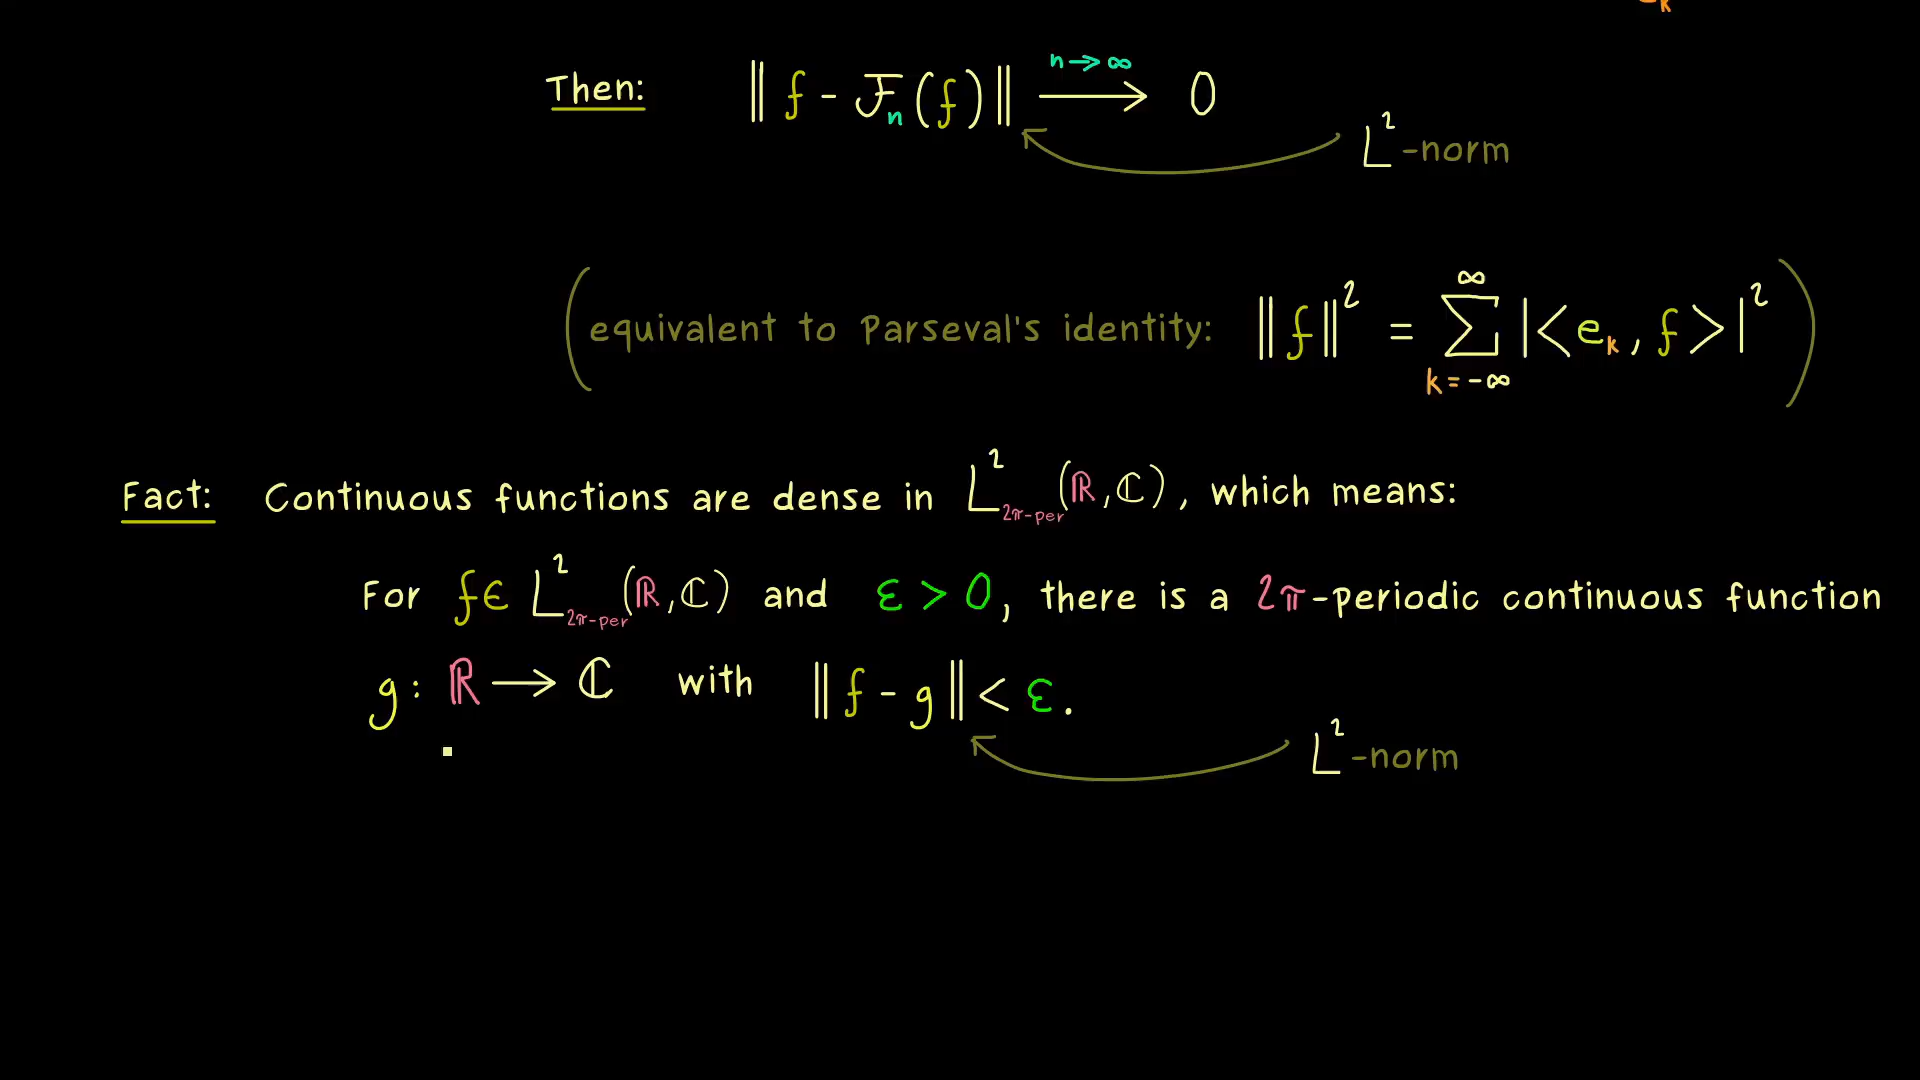 e_k
Then: ‖f - ℱ_n(f)‖ \xrightarrow{n→∞} 0
L²-norm
(equivalent to Parseval's identity: ‖f‖² = ∑_{k=-∞}^{∞} |<e_k, f>|²)
Fact: Continuous functions are dense in L²_{2π-per}(ℝ,ℂ), which means:
For f ∈ L²_{2π-per}(ℝ,ℂ) and ε > 0, there is a 2π-periodic continuous function
g: ℝ → ℂ with ‖f - g‖ < ε.
L²-norm